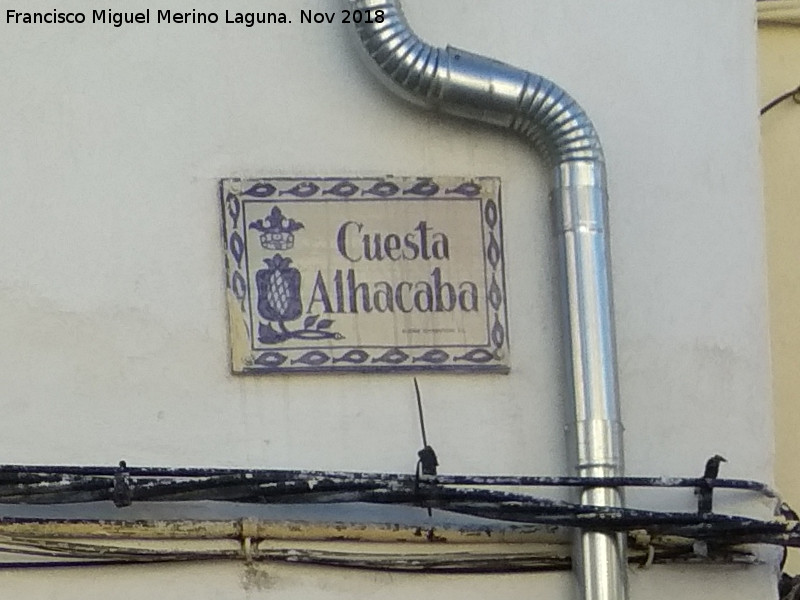 Francisco Miguel Merino Laguna. Nov 2018
Cuesta
Alhacaba